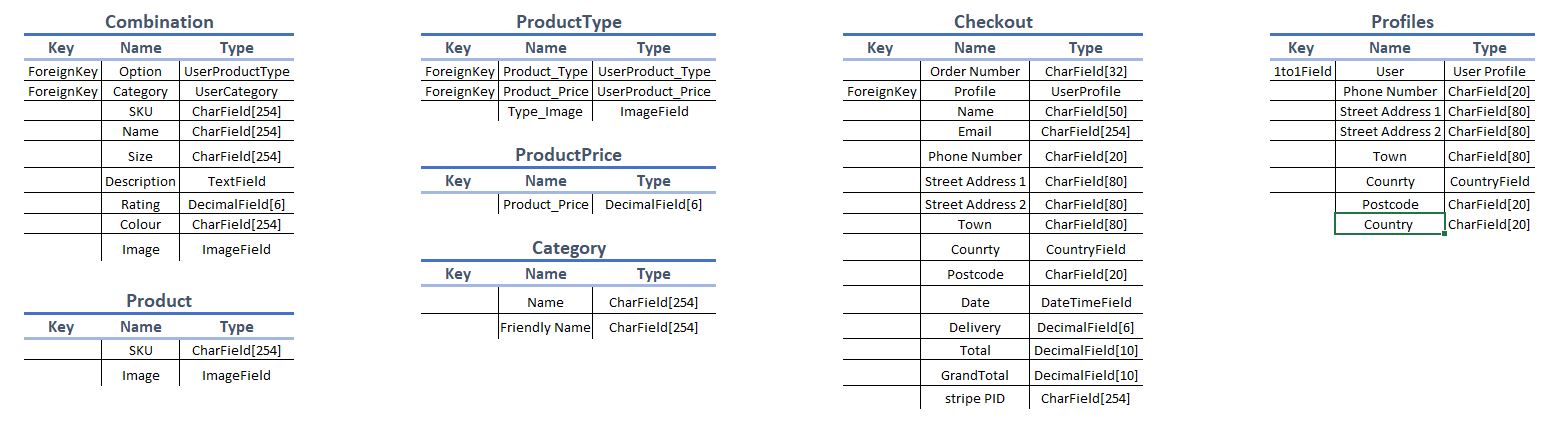 Combination
Key Name Type
ForeignKey Option UserProductType
ForeignKey Category UserCategory
SKU CharField[254]
Name CharField[254]
Size CharField[254]
Description TextField
Rating DecimalField[6]
Colour CharField[254]
Image ImageField
Product
Key Name Type
SKU CharField[254]
Image ImageField
ProductType
Key Name Type
ForeignKey Product_Type UserProduct_Type
ForeignKey Product_Price UserProduct_Price
Type_Image ImageField
ProductPrice
Key Name Type
Product_Price DecimalField[6]
Category
Key Name Type
Name CharField[254]
Friendly Name CharField[254]
Checkout
Key Name Type
Order Number CharField[32]
ForeignKey Profile UserProfile
Name CharField[50]
Email CharField[254]
Phone Number CharField[20]
Street Address 1 CharField[80]
Street Address 2 CharField[80]
Town CharField[80]
Counrty CountryField
Postcode CharField[20]
Date DateTimeField
Delivery DecimalField[6]
Total DecimalField[10]
GrandTotal DecimalField[10]
stripe PID CharField[254]
Profiles
Key Name Type
1to1Field User User Profile
Phone Number CharField[20]
Street Address 1 CharField[80]
Street Address 2 CharField[80]
Town CharField[80]
Counrty CountryField
Postcode CharField[20]
Country CharField[20]